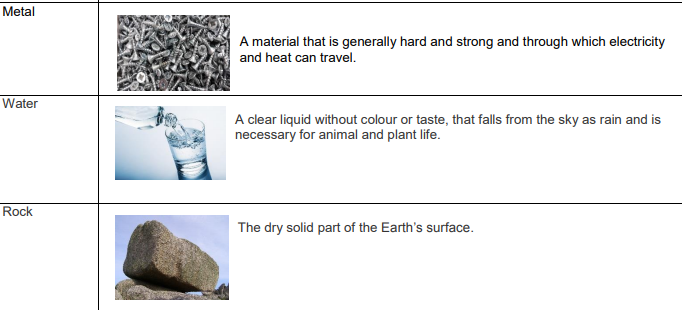 Metal
A material that is generally hard and strong and through which electricity
and heat can travel.
Water
A clear liquid without colour or taste, that falls from the sky as rain and is
necessary for animal and plant life.
Rock
The dry solid part of the Earth's surface.